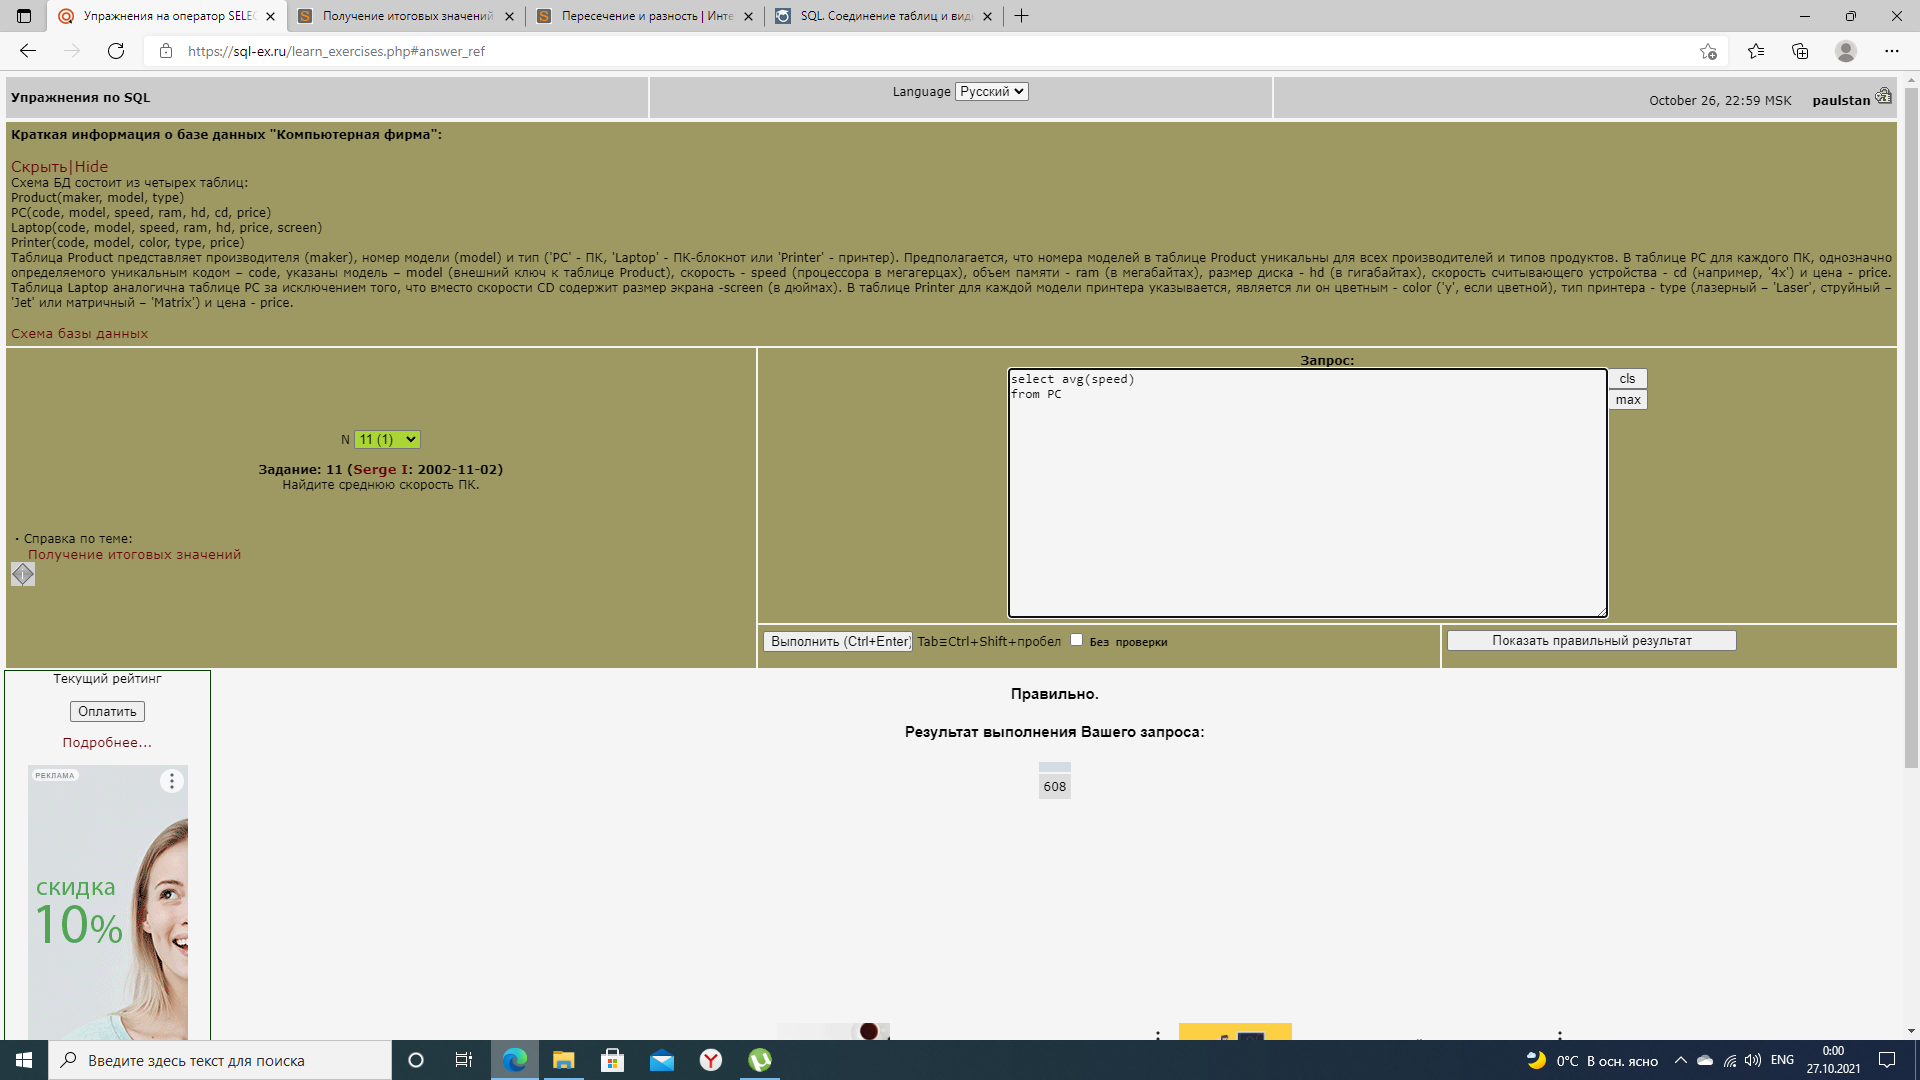 Упражнения по SELEC
Получение итоговых значений
Пересечение и разность | Инте
SQL. Соединение таблиц и вид
https://sql-ex.ru/learn_exercises.php#answer_ref
Упражнения по SQL
Language Русский
October 26, 22:59 MSK paulstan
Краткая информация о базе данных "Компьютерная фирма":
Скрыть|Hide
Схема БД состоит из четырех таблиц:
Product(maker, model, type)
PC(code, model, speed, ram, hd, cd, price)
Laptop(code, model, speed, ram, hd, price, screen)
Printer(code, model, color, type, price)
Таблица Product представляет производителя (maker), номер модели (model) и тип ('PC' - ПК, 'Laptop' - ПК-блокнот или 'Printer' - принтер). Предполагается, что номера моделей в таблице Product уникальны для всех производителей и типов продуктов. В таблице PC для каждого ПК, однозначно
определяемого уникальным кодом – code, указаны модель – model (внешний ключ к таблице Product), скорость - speed (процессора в мегагерцах), объем памяти - ram (в мегабайтах), размер диска - hd (в гигабайтах), скорость считывающего устройства - cd (например, '4x') и цена - price.
Таблица Laptop аналогична таблице PC за исключением того, что вместо скорости CD содержит размер экрана -screen (в дюймах). В таблице Printer для каждой модели принтера указывается, является ли он цветным - color ('y', если цветной), тип принтера - type (лазерный – 'Laser', струйный –
'Jet' или матричный – 'Matrix') и цена - price.
Схема базы данных
N 11 (1)
Задание: 11 (Serge I: 2002-11-02)
Найдите среднюю скорость ПК.
· Справка по теме:
Получение итоговых значений
Запрос:
select avg(speed)
from PC
cls
max
Выполнить (Ctrl+Enter) Tab≡Ctrl+Shift+пробел Без проверки
Показать правильный результат
Текущий рейтинг
Оплатить
Подробнее...
РЕКЛАМА
скидка
10%
Правильно.
Результат выполнения Вашего запроса:
608
Введите здесь текст для поиска
0°C В осн. ясно
ENG
0:00
27.10.2021